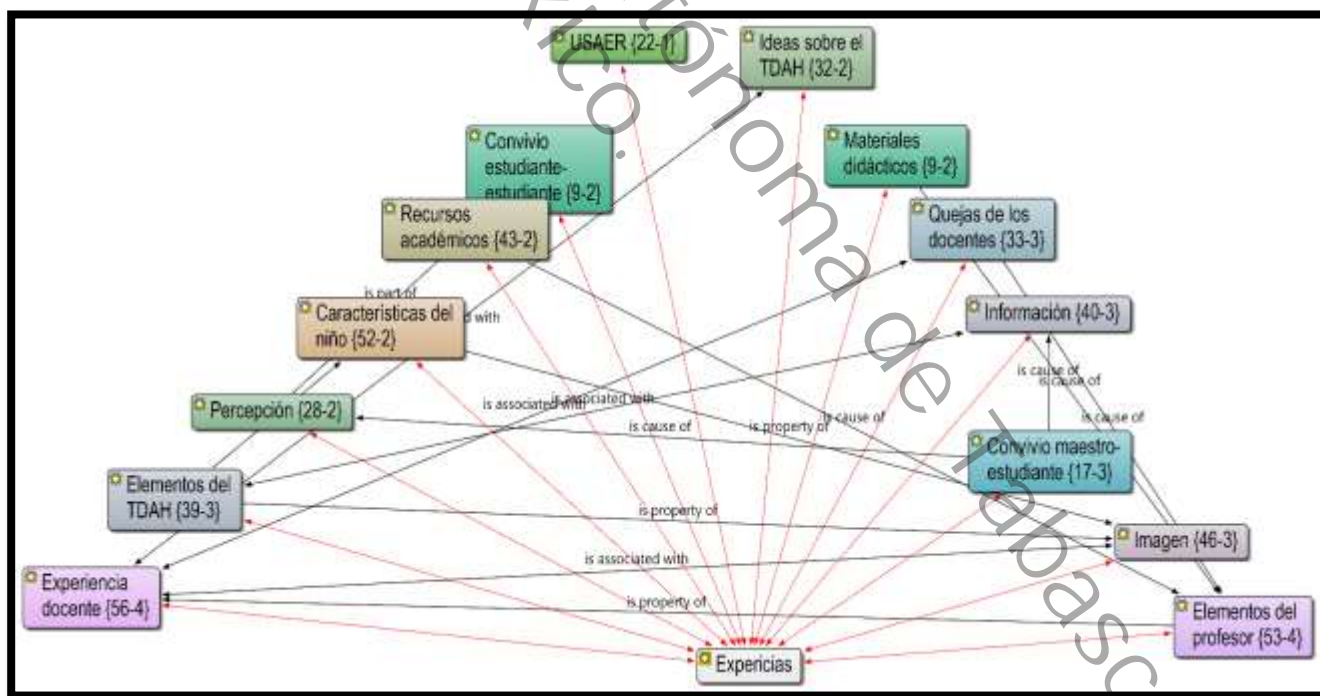 USAER {22-1}
Ideas sobre el
TDAH {32-2}
Convivio
estudiante-
estudiante {9-2}
Materiales
didácticos {9-2}
Recursos
académicos {43-2}
Quejas de los
docentes {33-3}
is part of
Características del
niño {52-2}
d with
Información {40-3}
is cause of
is cause of
Percepción {28-2}
is associated with
is associated with
is cause of
is property of
is cause of
is cause of
Convivio maestro-
estudiante {17-3}
Elementos del
TDAH {39-3}
is property of
Imagen {46-3}
is associated with
Experiencia
docente {56-4}
is property of
Elementos del
profesor {53-4}
Expericias
ónoma de Tabasc
xico.